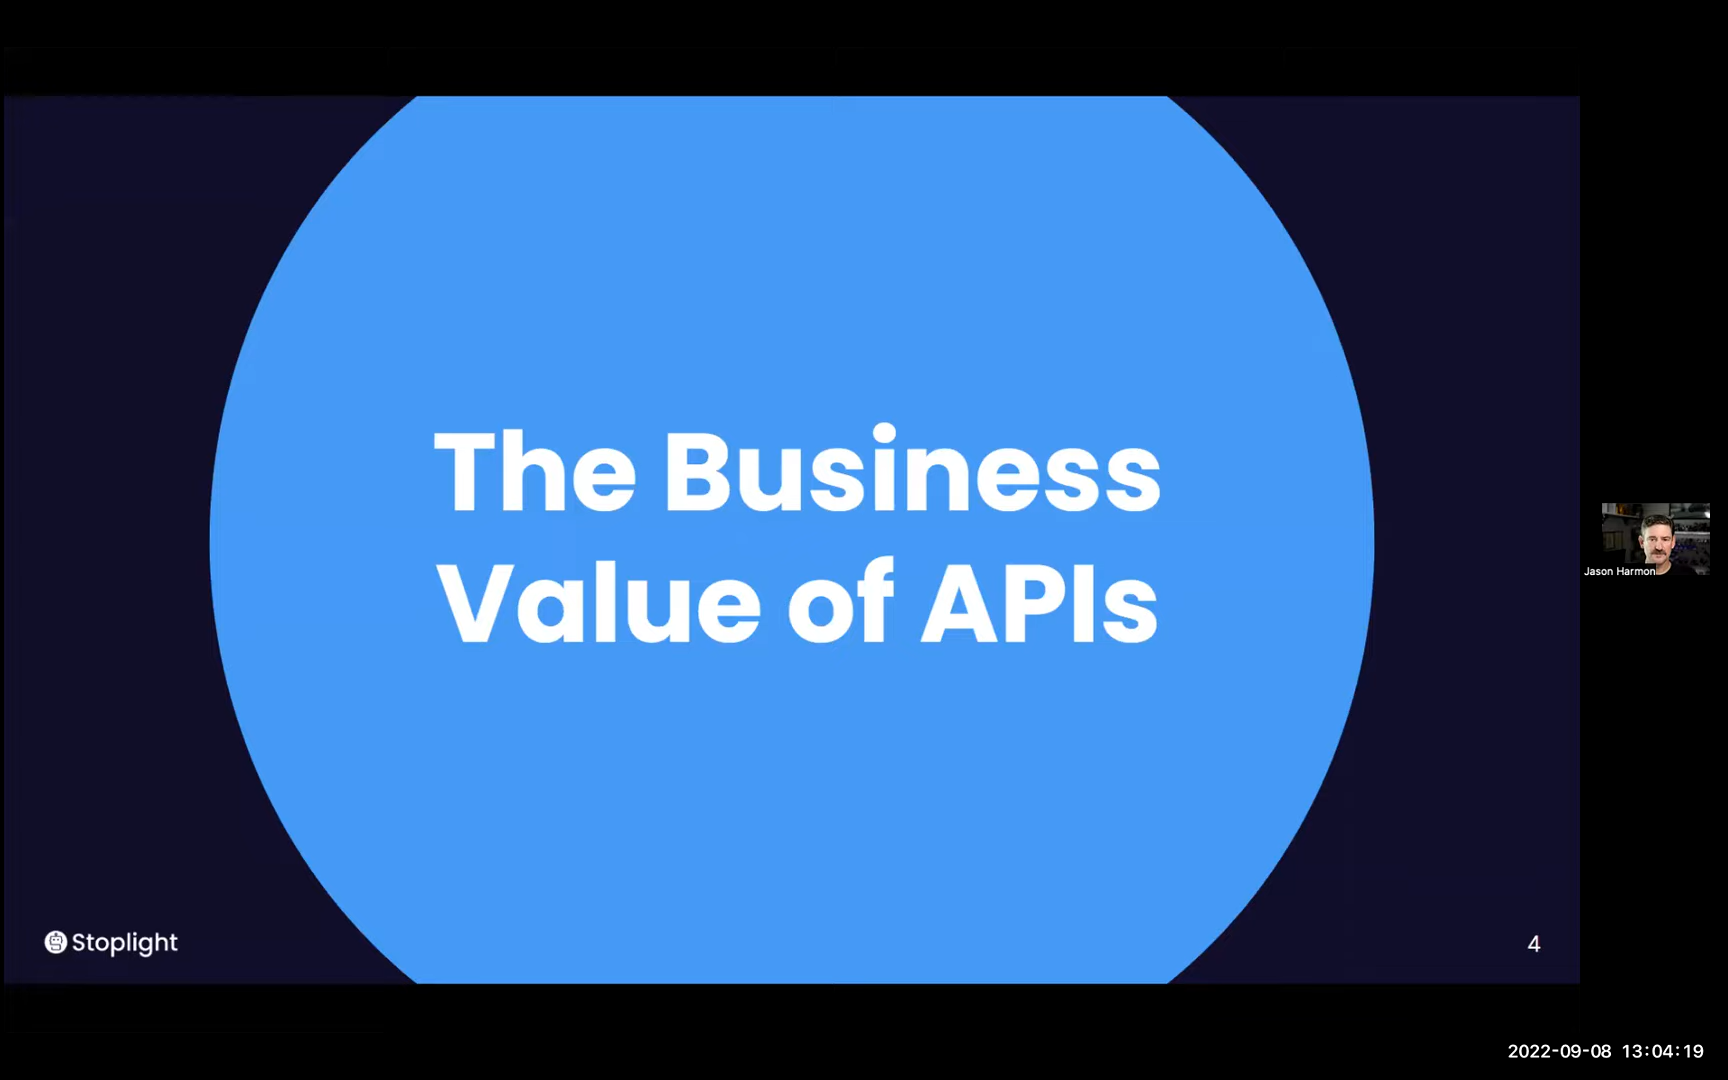 The Business
Value of APIs
Jason Harmon
Stoplight
4
2022-09-08 13:04:19